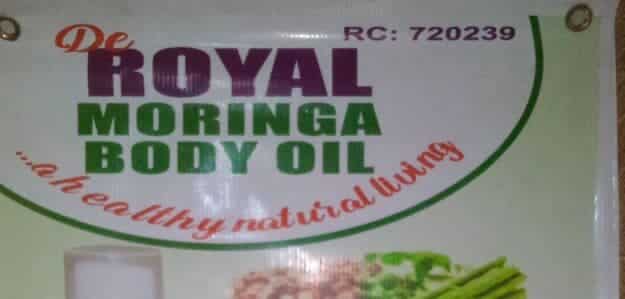 RC: 720239
De
ROYAL
MORINGA
BODY OIL
...a healthy natural living